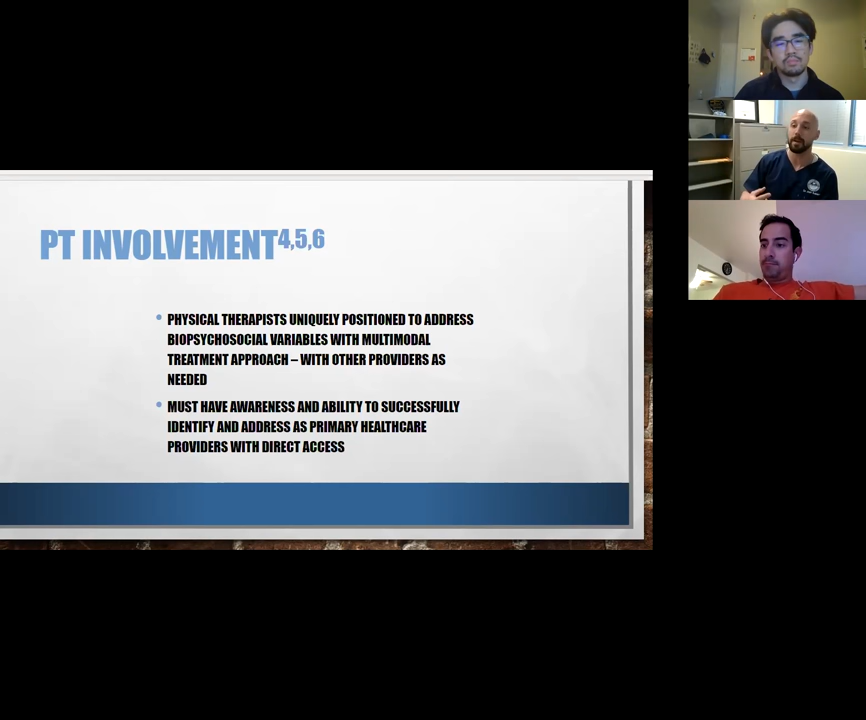 PT INVOLVEMENT4,5,6
• PHYSICAL THERAPISTS UNIQUELY POSITIONED TO ADDRESS
BIOPSYCHOSOCIAL VARIABLES WITH MULTIMODAL
TREATMENT APPROACH – WITH OTHER PROVIDERS AS
NEEDED
• MUST HAVE AWARENESS AND ABILITY TO SUCCESSFULLY
IDENTIFY AND ADDRESS AS PRIMARY HEALTHCARE
PROVIDERS WITH DIRECT ACCESS